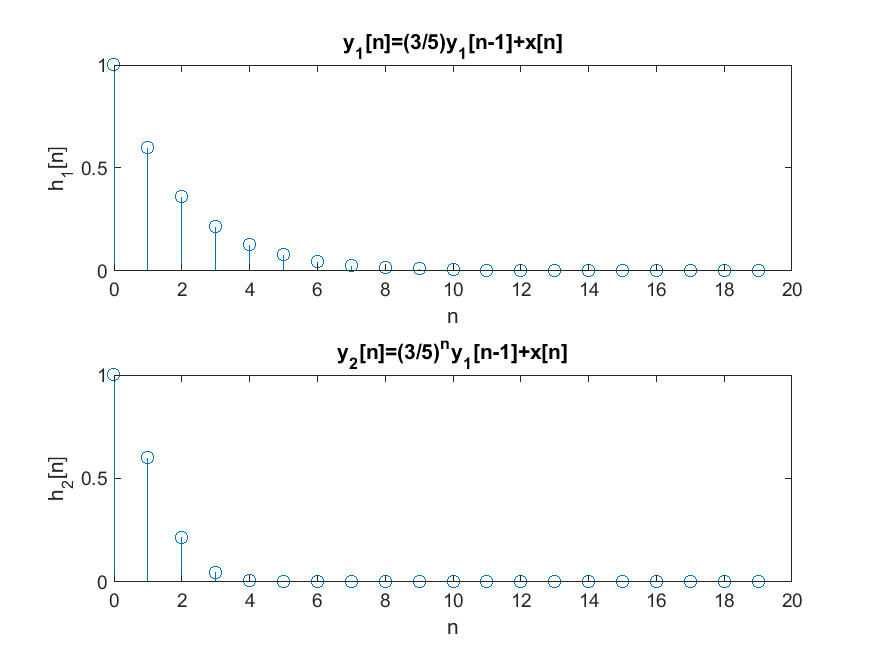 y₁[n]=(3/5)y₁[n-1]+x[n]
1
0.5
0
h₁[n]
0 2 4 6 8 10 12 14 16 18 20
n
y₂[n]=(3/5)ⁿy₁[n-1]+x[n]
1
0.5
0
h₂[n]
0 2 4 6 8 10 12 14 16 18 20
n